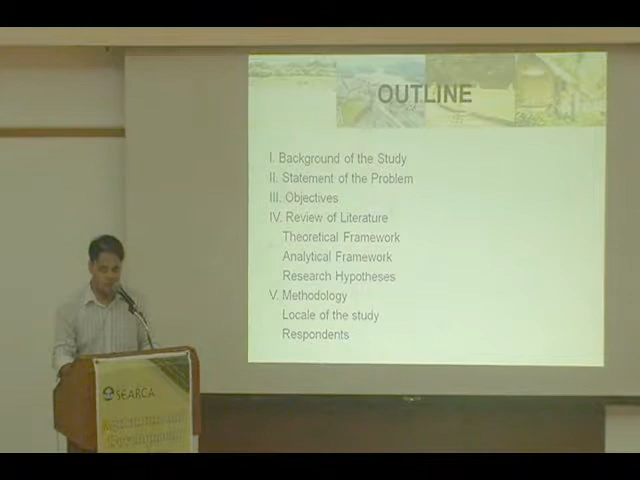 OUTLINE
I. Background of the Study
II. Statement of the Problem
III. Objectives
IV. Review of Literature
Theoretical Framework
Analytical Framework
Research Hypotheses
V. Methodology
Locale of the study
Respondents
SEARCA
Development